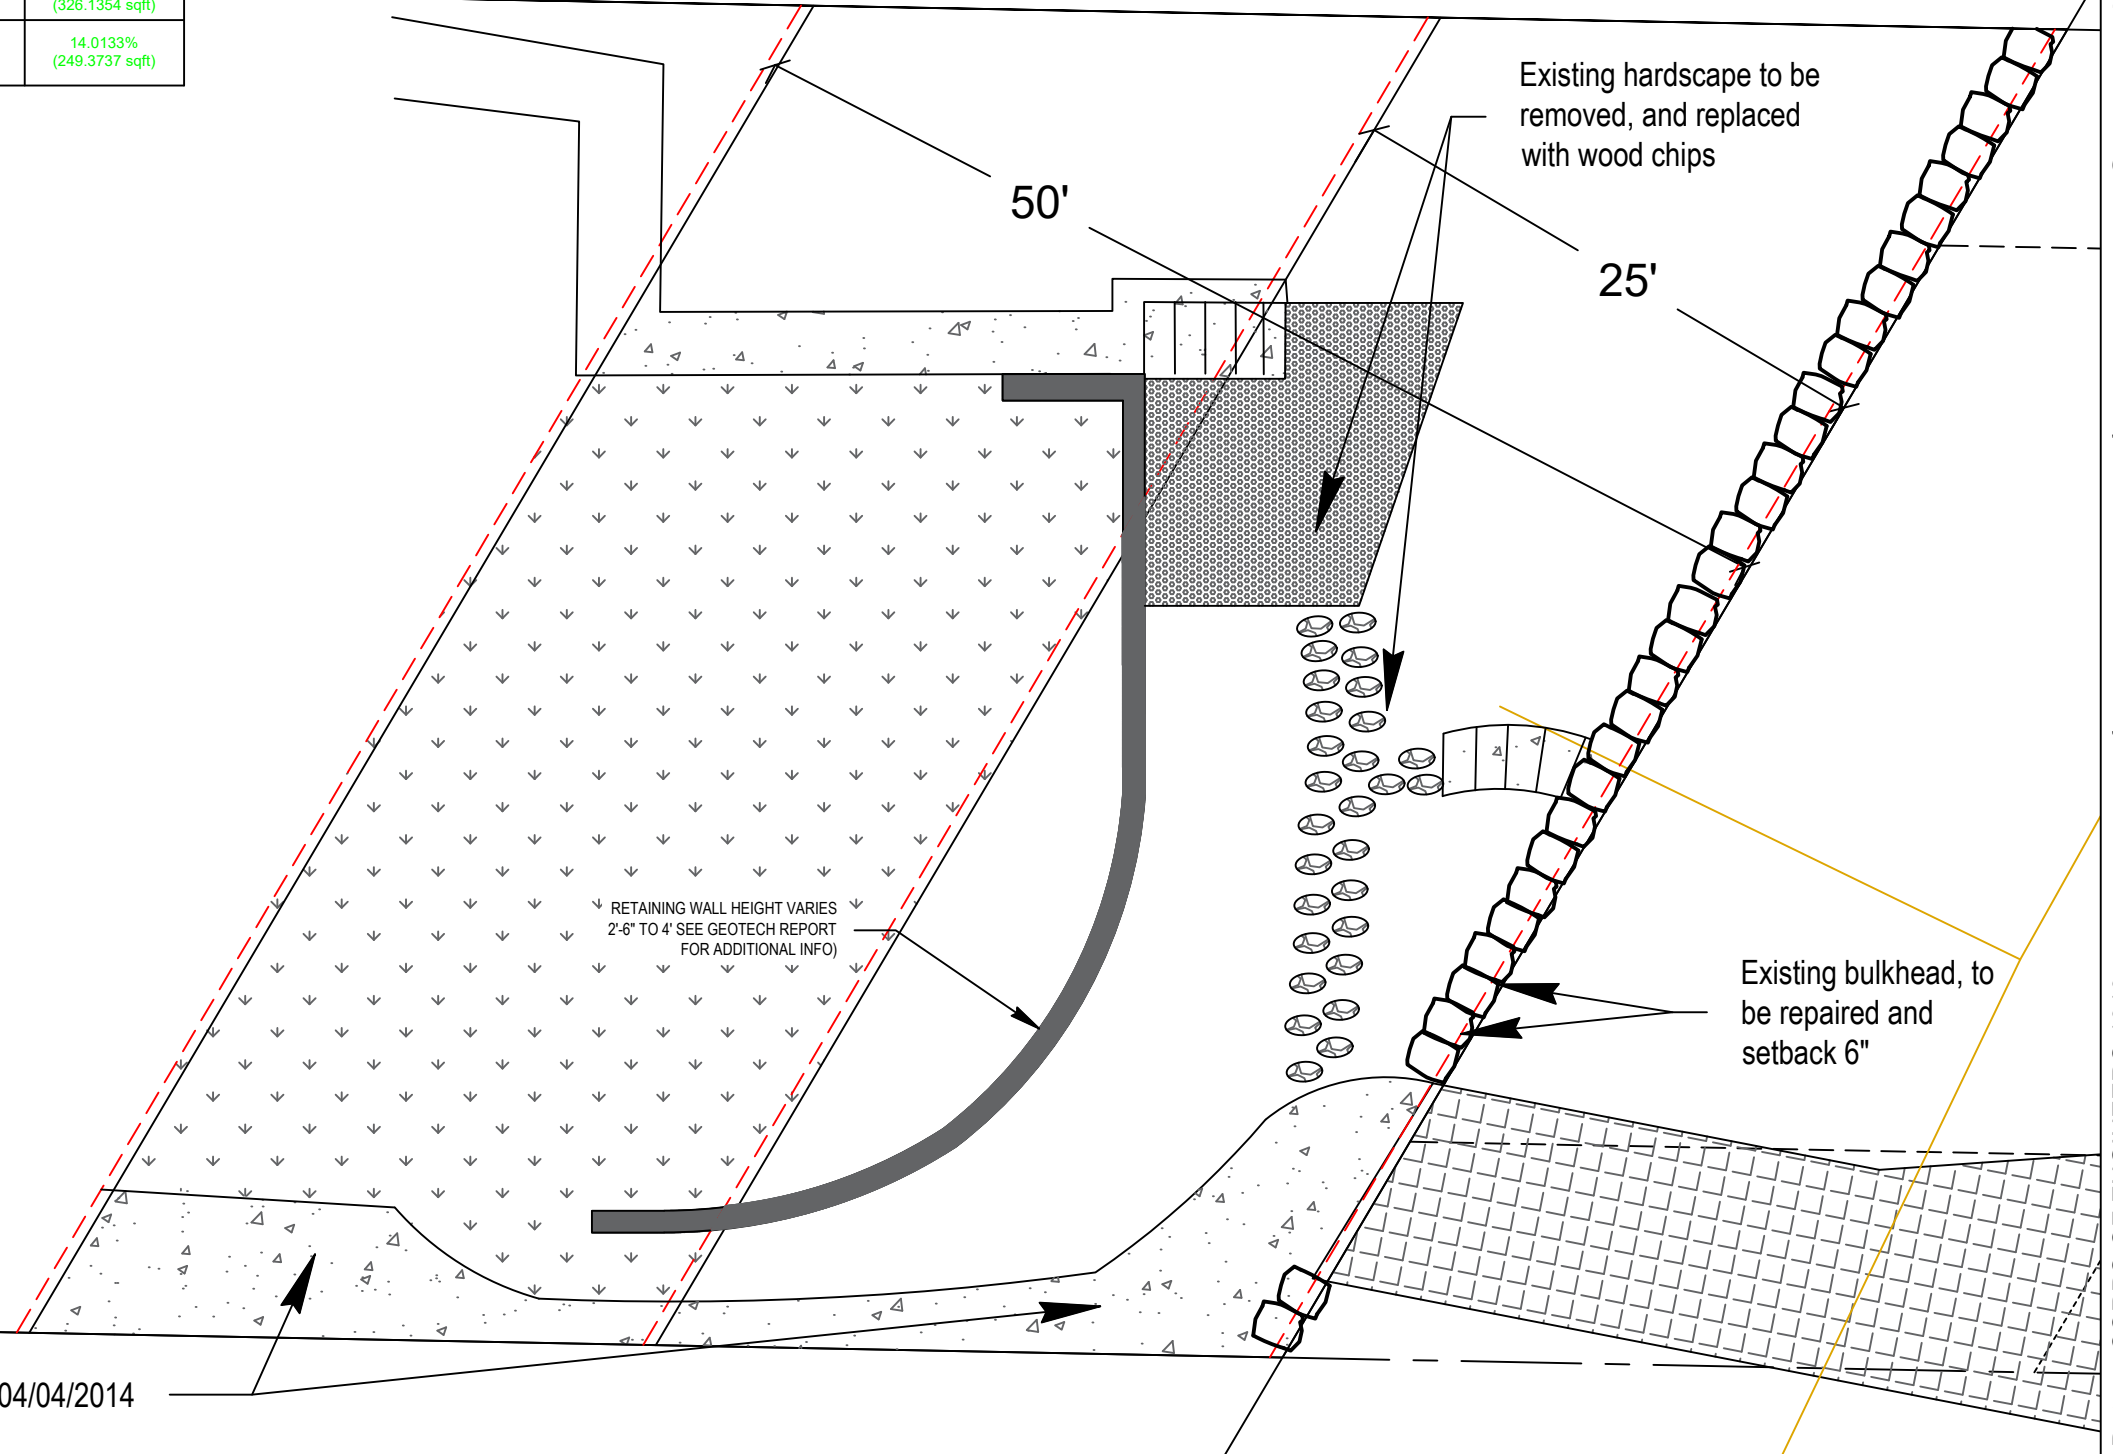 (326.1354 sqft)
14.0133%
(249.3737 sqft)
Existing hardscape to be
removed, and replaced
with wood chips
50'
25'
RETAINING WALL HEIGHT VARIES
2'-6" TO 4' SEE GEOTECH REPORT
FOR ADDITIONAL INFO)
Existing bulkhead, to
be repaired and
setback 6"
04/04/2014